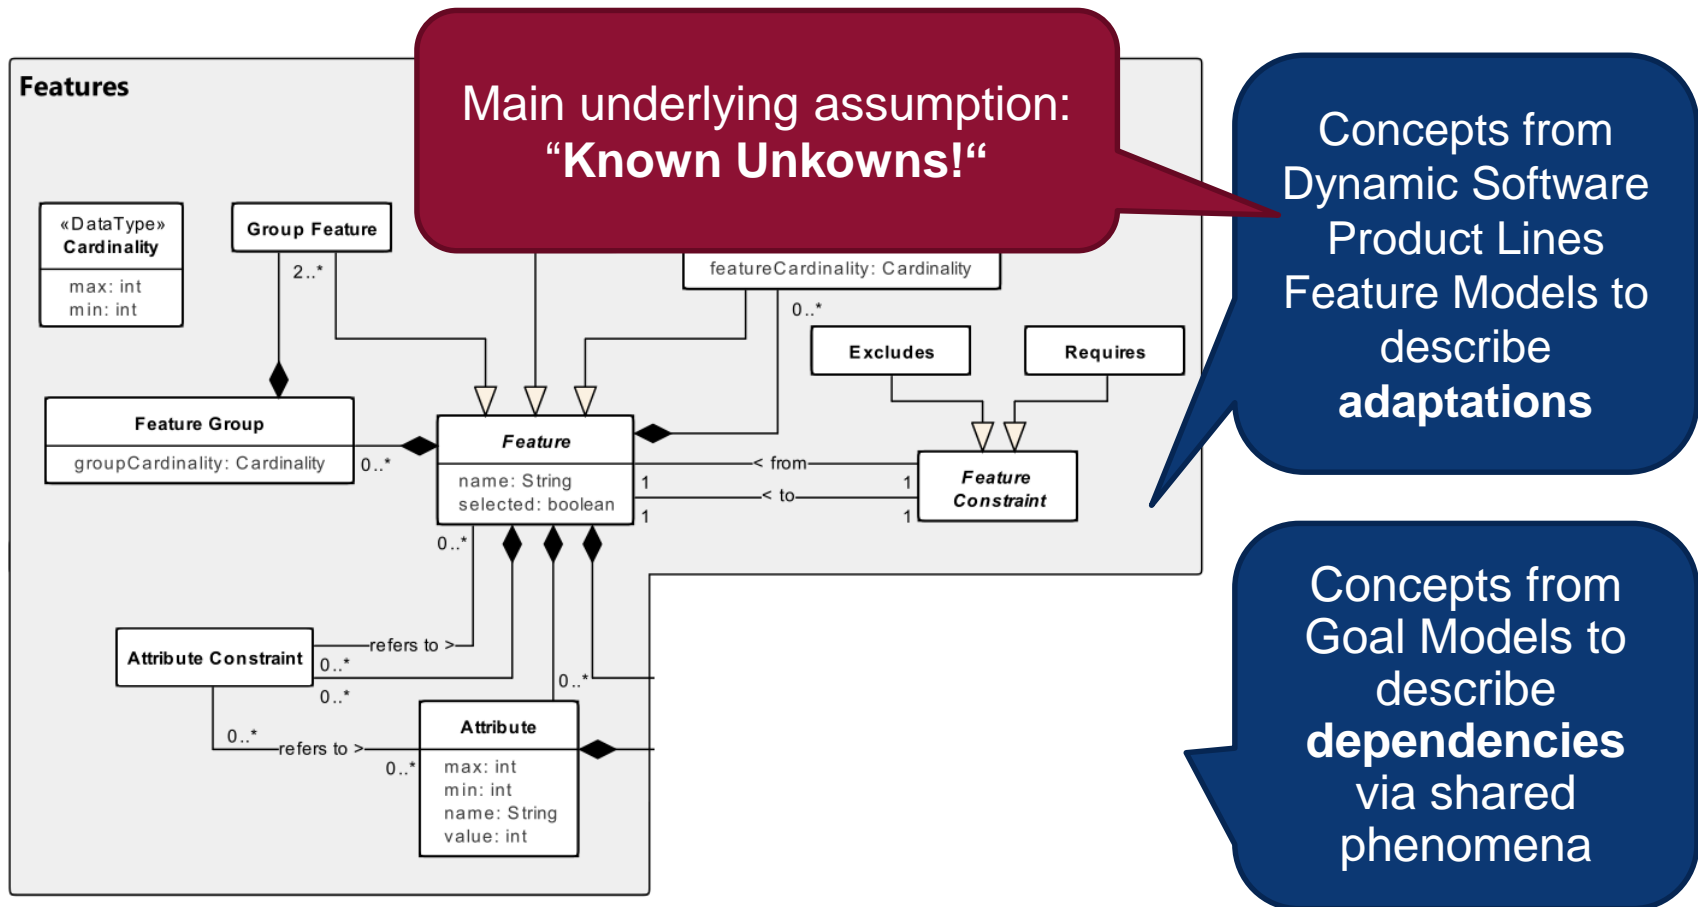 Features
Main underlying assumption:
“Known Unkowns!“
Concepts from
Dynamic Software
Product Lines
Feature Models to
describe
adaptations
«DataType»
Cardinality
max: int
min: int
Group Feature
2..*
featureCardinality: Cardinality
0..*
Excludes
Requires
Feature Group
groupCardinality: Cardinality
0..*
Feature
name: String
selected: boolean
0..*
< from
1
1
< to
1
1
Feature
Constraint
Concepts from
Goal Models to
describe
dependencies
via shared
phenomena
Attribute Constraint
refers to >
0..*
0..*
0..*
0..*
refers to >
0..*
Attribute
max: int
min: int
name: String
value: int